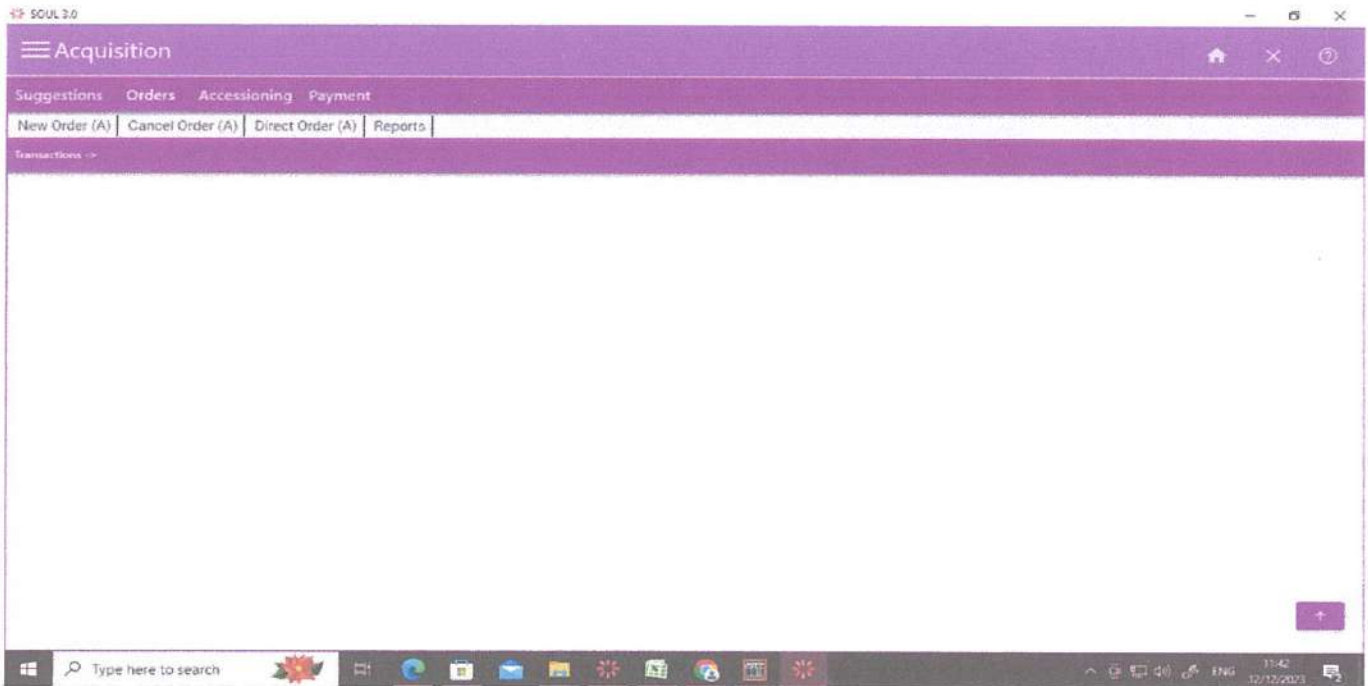 SOUL 3.0
Acquisition
Suggestions Orders Accessioning Payment
New Order (A) Cancel Order (A) Direct Order (A) Reports
Transactions ->
Type here to search
ENG 11:42
12/12/2023